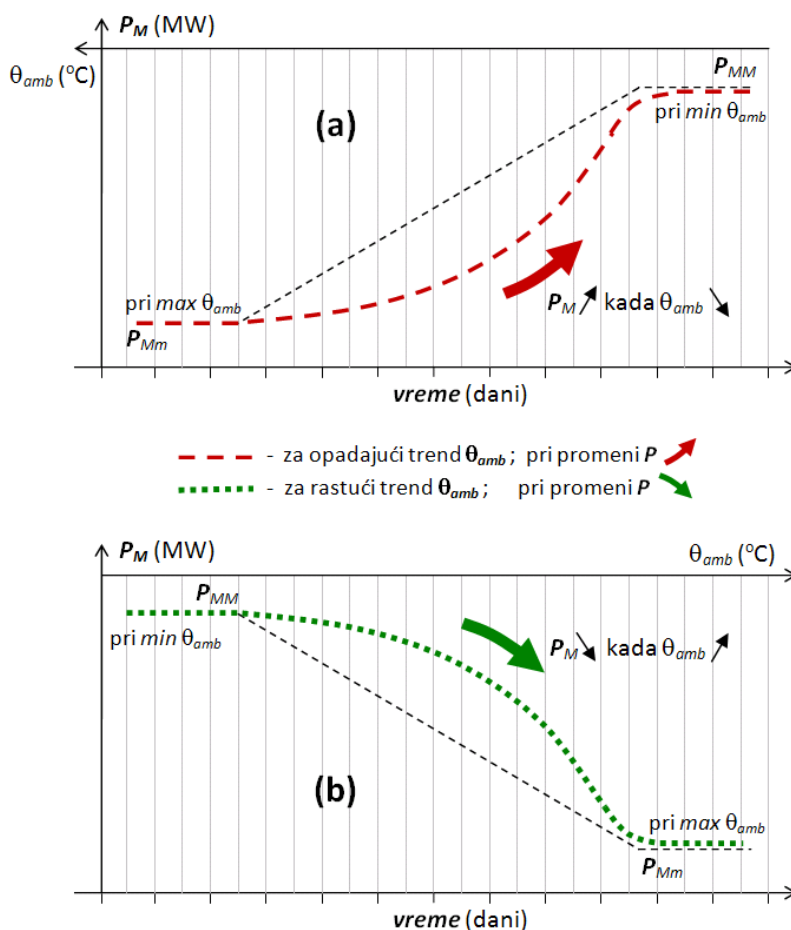 P_M (MW)
θ_amb (°C)
P_MM
(a)
pri min θ_amb
pri max θ_amb
P_M ↗ kada θ_amb ↘
P_Mm
vreme (dani)
- za opadajući trend θ_amb ; pri promeni P
- za rastući trend θ_amb ; pri promeni P
P_M (MW)
θ_amb (°C)
P_MM
pri min θ_amb
P_M ↘ kada θ_amb ↗
(b)
pri max θ_amb
P_Mm
vreme (dani)